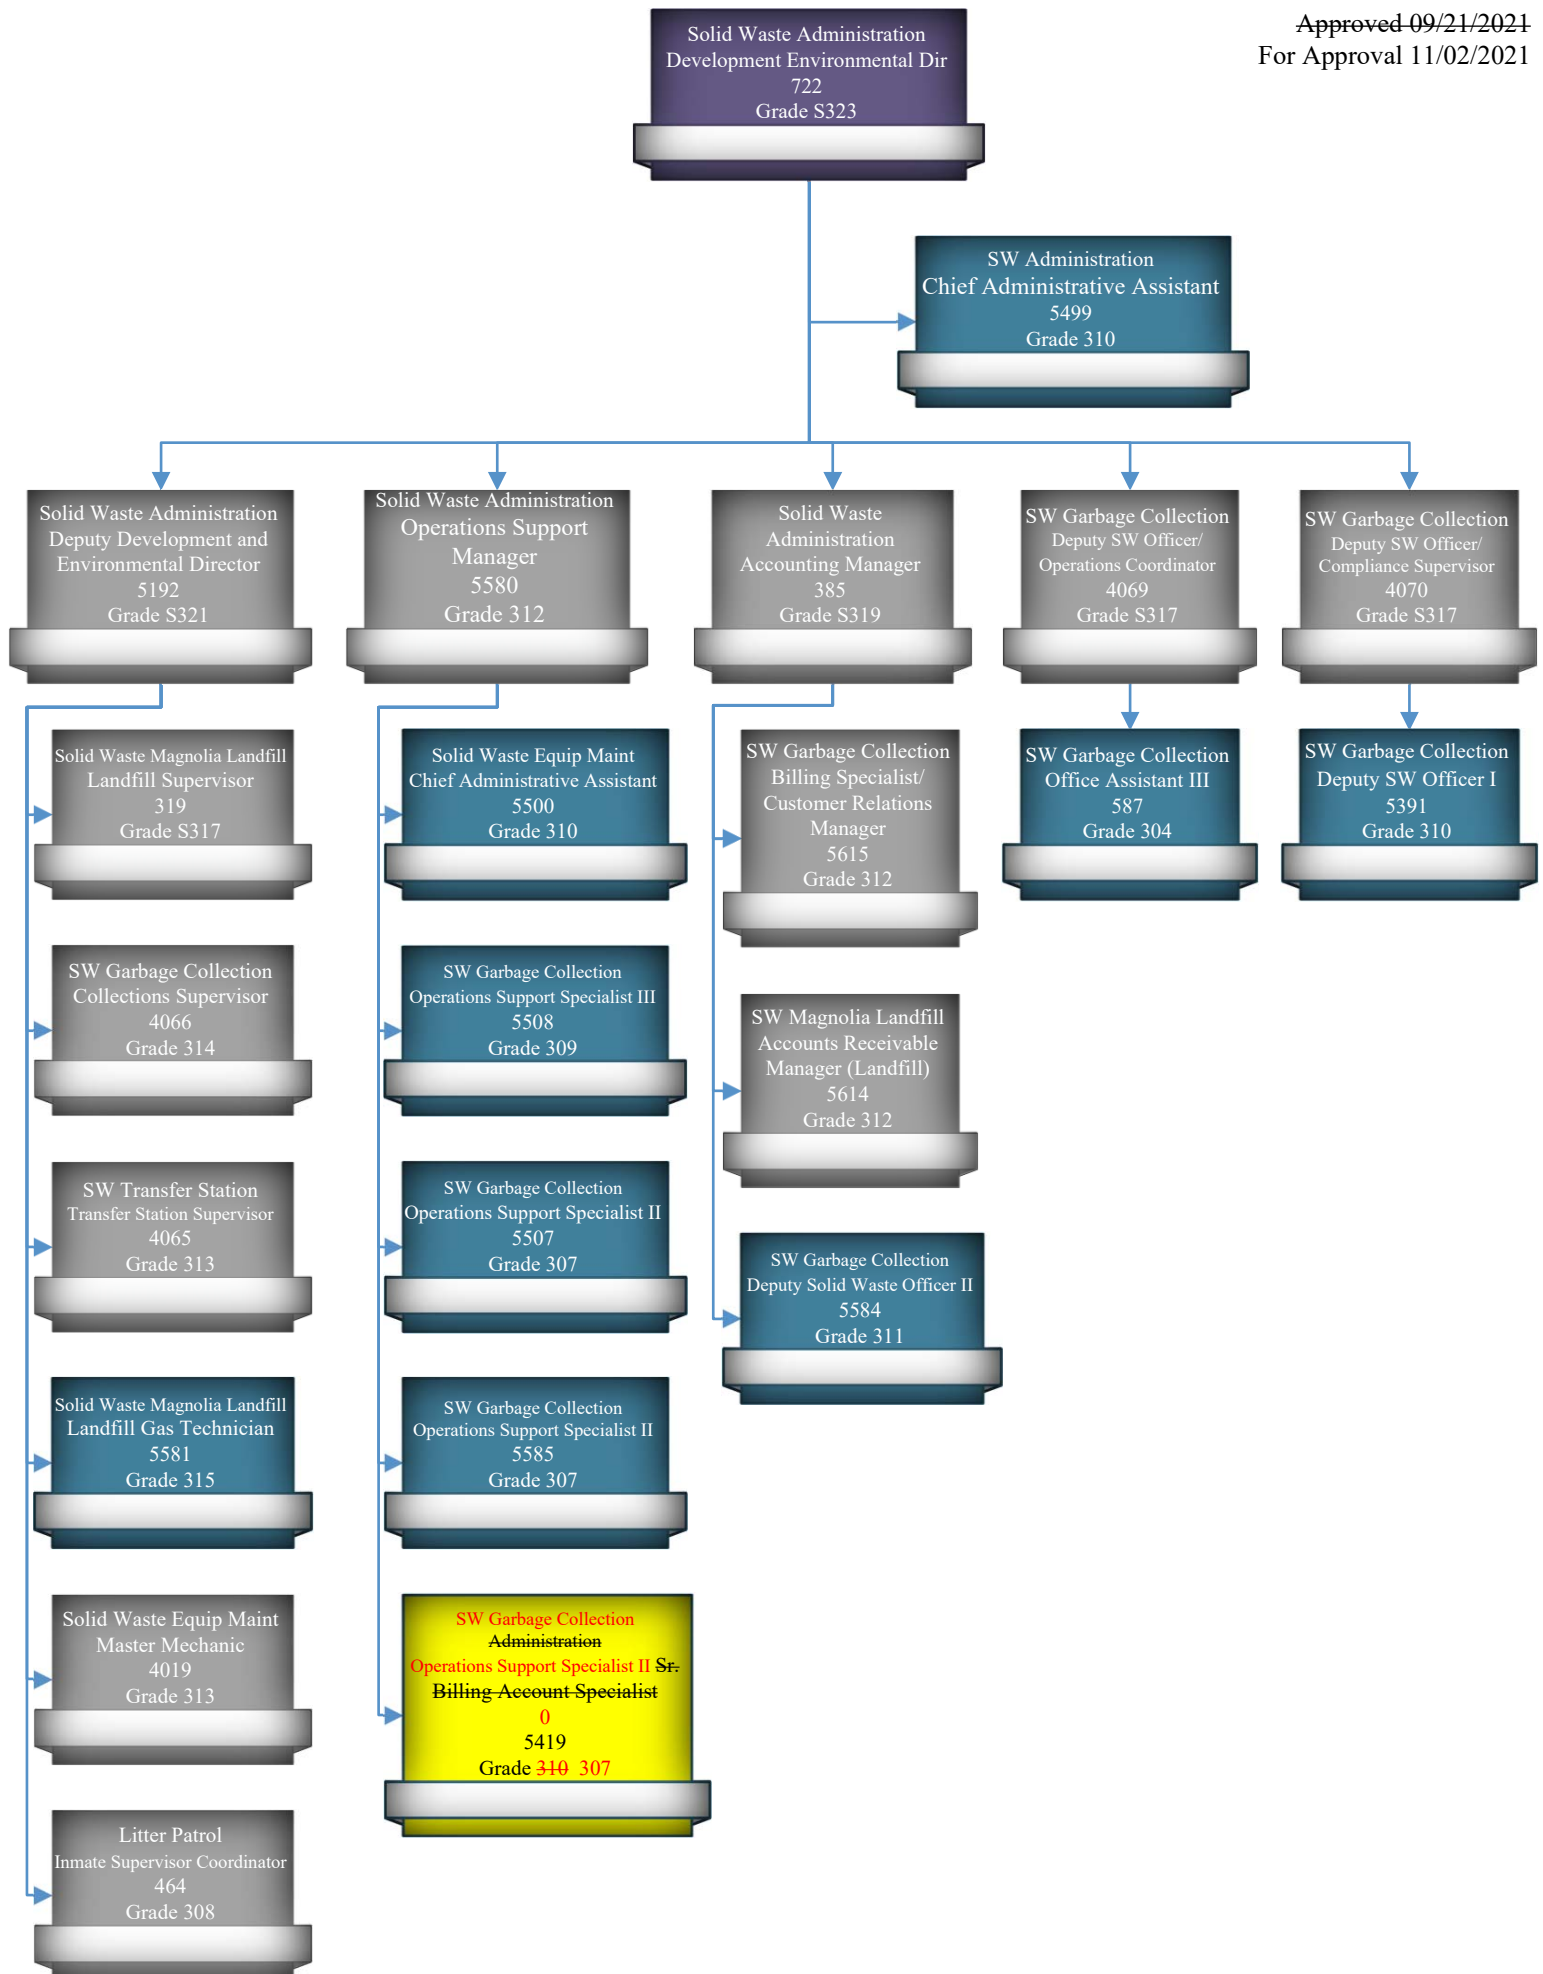 Approved 09/21/2021
For Approval 11/02/2021
Solid Waste Administration
Development Environmental Dir
722
Grade S323
SW Administration
Chief Administrative Assistant
5499
Grade 310
Solid Waste Administration
Deputy Development and
Environmental Director
5192
Grade S321
Solid Waste Administration
Operations Support
Manager
5580
Grade 312
Solid Waste
Administration
Accounting Manager
385
Grade S319
SW Garbage Collection
Deputy SW Officer/
Operations Coordinator
4069
Grade S317
SW Garbage Collection
Deputy SW Officer/
Compliance Supervisor
4070
Grade S317
Solid Waste Magnolia Landfill
Landfill Supervisor
319
Grade S317
SW Garbage Collection
Collections Supervisor
4066
Grade 314
SW Transfer Station
Transfer Station Supervisor
4065
Grade 313
Solid Waste Magnolia Landfill
Landfill Gas Technician
5581
Grade 315
Solid Waste Equip Maint
Master Mechanic
4019
Grade 313
Litter Patrol
Inmate Supervisor Coordinator
464
Grade 308
Solid Waste Equip Maint
Chief Administrative Assistant
5500
Grade 310
SW Garbage Collection
Operations Support Specialist III
5508
Grade 309
SW Garbage Collection
Operations Support Specialist II
5507
Grade 307
SW Garbage Collection
Operations Support Specialist II
5585
Grade 307
SW Garbage Collection
Administration
Operations Support Specialist II Sr.
Billing Account Specialist
0
5419
Grade 310 307
SW Garbage Collection
Billing Specialist/
Customer Relations
Manager
5615
Grade 312
SW Magnolia Landfill
Accounts Receivable
Manager (Landfill)
5614
Grade 312
SW Garbage Collection
Deputy Solid Waste Officer II
5584
Grade 311
SW Garbage Collection
Office Assistant III
587
Grade 304
SW Garbage Collection
Deputy SW Officer I
5391
Grade 310